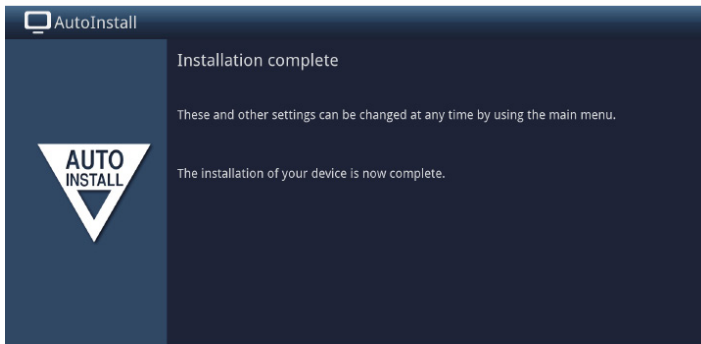 AutoInstall
Installation complete
These and other settings can be changed at any time by using the main menu.
AUTO
INSTALL
The installation of your device is now complete.